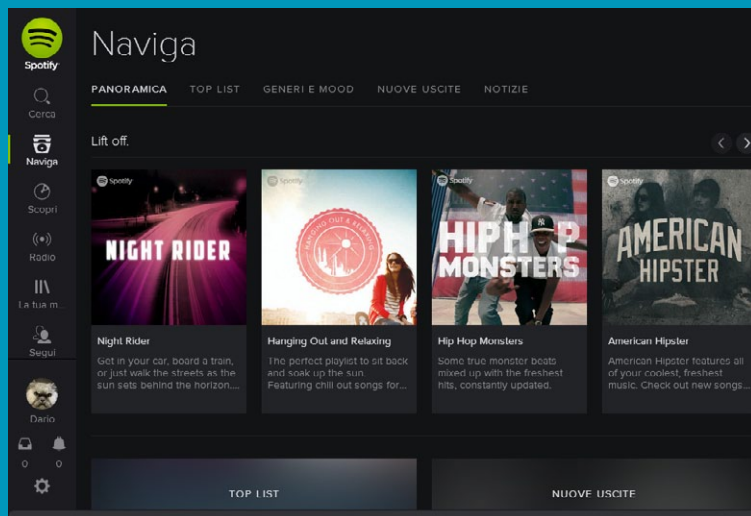 Spotify
Cerca
Naviga
Scopri
Radio
La tua m...
Segui
Dario
0 0
Naviga
PANORAMICA TOP LIST GENERI E MOOD NUOVE USCITE NOTIZIE
Lift off.
Spotify
NIGHT RIDER
Night Rider
Get in your car, board a train,
or just walk the streets as the
sun sets behind the horizon....
Spotify
HANGING OUT & RELAXING
Hanging Out and Relaxing
The perfect playlist to sit back
and soak up the sun.
Featuring chill out songs for...
Spotify
HIP HOP
MONSTERS
Hip Hop Monsters
Some true monster beats
mixed up with the freshest
hits, constantly updated.
Spotify
AMERICAN
HIPSTER
American Hipster
American Hipster features all
of your coolest, freshest
music. Check out new songs...
TOP LIST
NUOVE USCITE